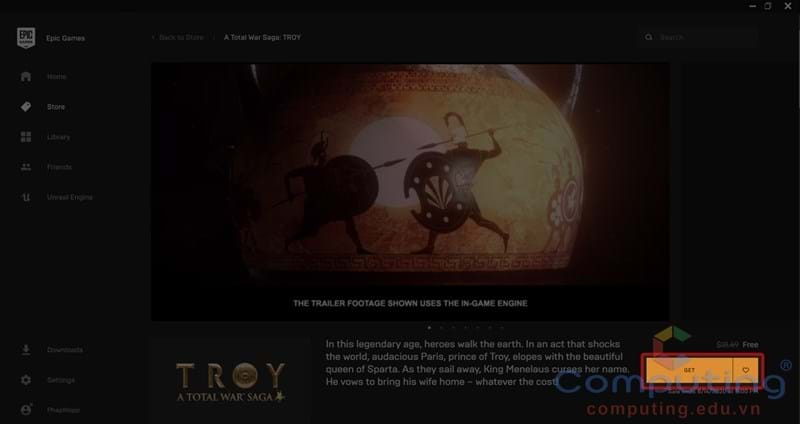 EPIC GAMES
Epic Games
Back to Store
A Total War Saga: TROY
Search
Home
Store
Library
Friends
Unreal Engine
THE TRAILER FOOTAGE SHOWN USES THE IN-GAME ENGINE
TROY
A TOTAL WAR SAGA
In this legendary age, heroes walk the earth. In an act that shocks
the world, audacious Paris, prince of Troy, elopes with the beautiful
queen of Sparta. As they sail away, King Menelaus curses her name.
He vows to bring his wife home – whatever the cost!
Free
GET
Computing®
computing.edu.vn
Downloads
Settings